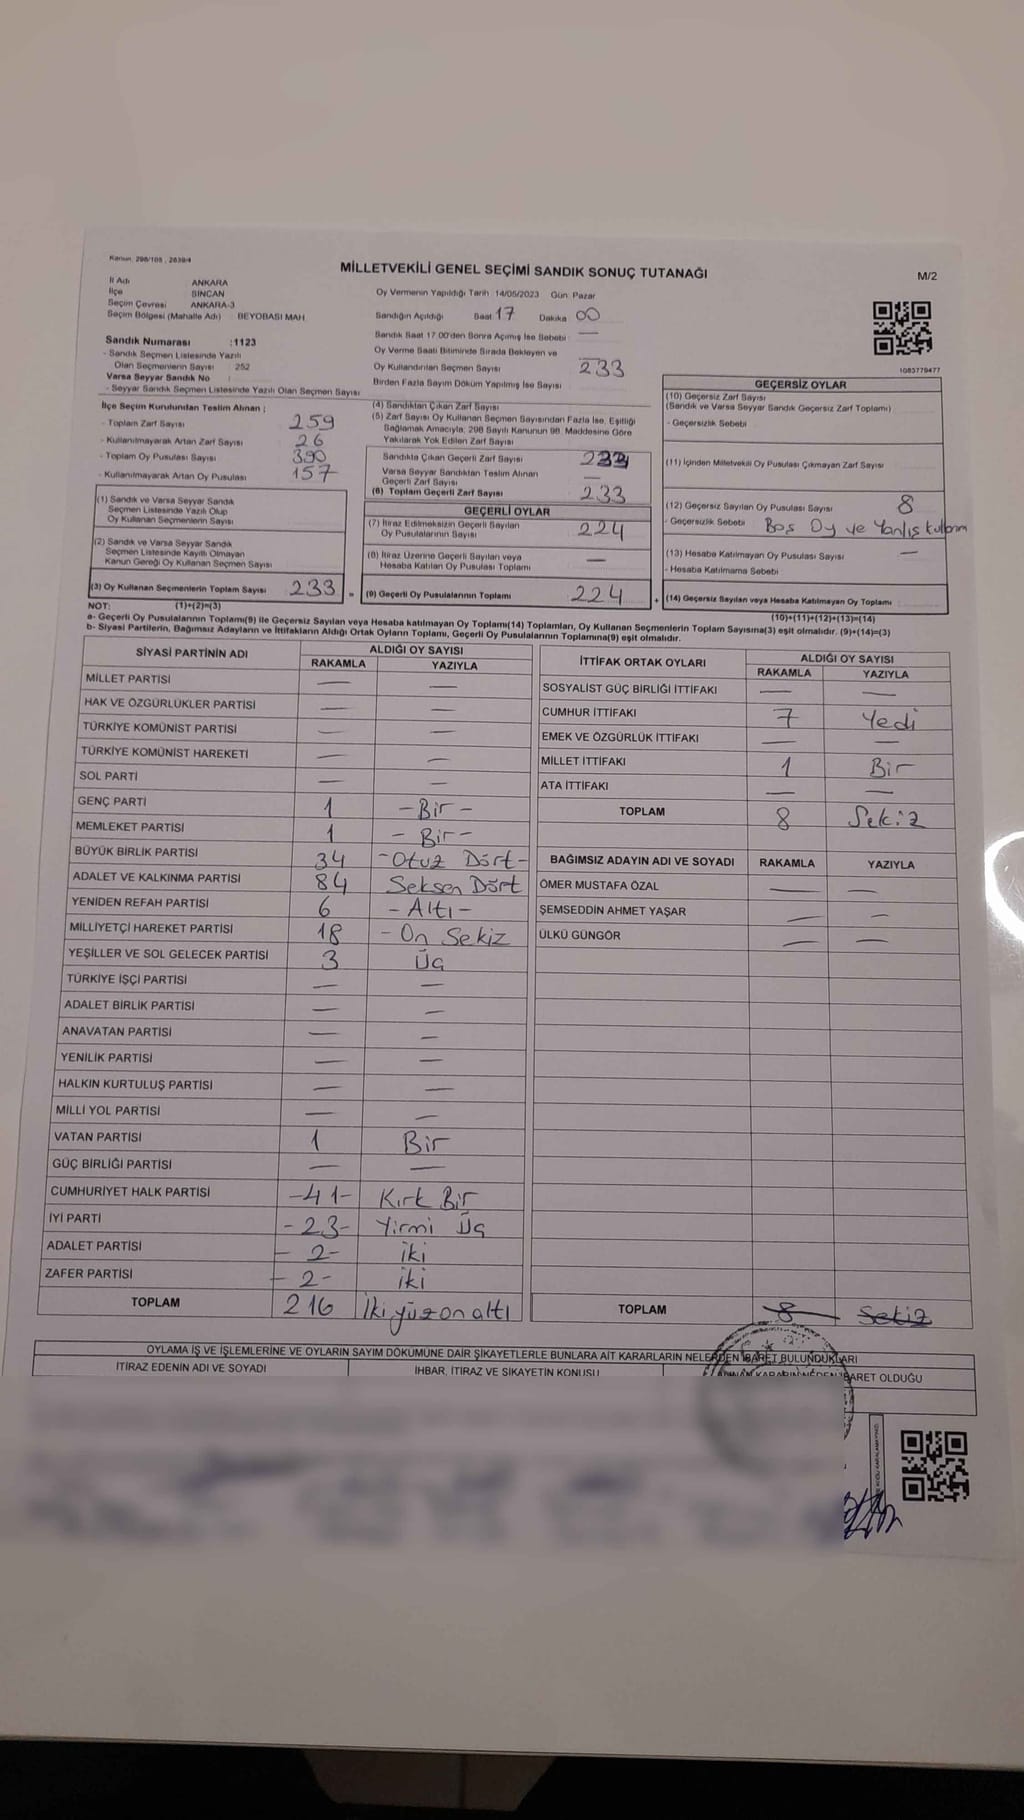 Kanun: 298/105 , 2839/4
MİLLETVEKİLİ GENEL SEÇİMİ SANDIK SONUÇ TUTANAĞI
M/2
İl Adı ANKARA
İlçe SİNCAN
Seçim Çevresi ANKARA-3
Seçim Bölgesi (Mahalle Adı) BEYOBASI MAH
Sandık Numarası :1123
- Sandık Seçmen Listesinde Yazılı
Olan Seçmenlerin Sayısı 252
Varsa Seyyar Sandık No :
- Seyyar Sandık Seçmen Listesinde Yazılı Olan Seçmen Sayısı
Oy Vermenin Yapıldığı Tarih 14/05/2023 Gün: Pazar
Sandığın Açıldığı Saat 17 Dakika 00
Sandık Saat 17.00'den Sonra Açılmış İse Sebebi —
Oy Verme Saati Bitiminde Sırada Bekleyen ve
Oy Kullandırılan Seçmen Sayısı 233
Birden Fazla Sayım Döküm Yapılmış İse Sayısı
1083779477
İlçe Seçim Kurulundan Teslim Alınan ;
- Toplam Zarf Sayısı 259
- Kullanılmayarak Artan Zarf Sayısı 26
- Toplam Oy Pusulası Sayısı 390
- Kullanılmayarak Artan Oy Pusulası 157
(1) Sandık ve Varsa Seyyar Sandık
Seçmen Listesinde Yazılı Olup
Oy Kullanan Seçmenlerin Sayısı
(2) Sandık ve Varsa Seyyar Sandık
Seçmen Listesinde Kayıtlı Olmayan
Kanun Gereği Oy Kullanan Seçmen Sayısı
(3) Oy Kullanan Seçmenlerin Toplam Sayısı 233 =
(4) Sandıktan Çıkan Zarf Sayısı
(5) Zarf Sayısı Oy Kullanan Seçmen Sayısından Fazla İse, Eşitliği
Sağlamak Amacıyla; 298 Sayılı Kanunun 98. Maddesine Göre
Yakılarak Yok Edilen Zarf Sayısı
Sandıkta Çıkan Geçerli Zarf Sayısı 233
Varsa Seyyar Sandıktan Teslim Alınan
Geçerli Zarf Sayısı —
(6) Toplam Geçerli Zarf Sayısı 233
GEÇERLİ OYLAR
(7) İtiraz Edilmeksizin Geçerli Sayılan
Oy Pusulalarının Sayısı 224
(8) İtiraz Üzerine Geçerli Sayılan veya
Hesaba Katılan Oy Pusulası Toplamı —
(9) Geçerli Oy Pusulalarının Toplamı 224 +
GEÇERSİZ OYLAR
(10) Geçersiz Zarf Sayısı
(Sandık ve Varsa Seyyar Sandık Geçersiz Zarf Toplamı)
- Geçersizlik Sebebi
(11) İçinden Milletvekili Oy Pusulası Çıkmayan Zarf Sayısı
(12) Geçersiz Sayılan Oy Pusulası Sayısı 8
- Geçersizlik Sebebi Boş Oy ve Yanlış kullanım
(13) Hesaba Katılmayan Oy Pusulası Sayısı —
- Hesaba Katılmama Sebebi
(14) Geçersiz Sayılan veya Hesaba Katılmayan Oy Toplamı
NOT: (1)+(2)=(3) (10)+(11)+(12)+(13)=(14)
a- Geçerli Oy Pusulalarının Toplamı(9) ile Geçersiz Sayılan veya Hesaba katılmayan Oy Toplamı(14) Toplamları, Oy Kullanan Seçmenlerin Toplam Sayısına(3) eşit olmalıdır. (9)+(14)=(3)
b- Siyasi Partilerin, Bağımsız Adayların ve İttifakların Aldığı Ortak Oyların Toplamı, Geçerli Oy Pusulalarının Toplamına(9) eşit olmalıdır.
SİYASİ PARTİNİN ADI ALDIĞI OY SAYISI
RAKAMLA YAZIYLA
MİLLET PARTİSİ — —
HAK VE ÖZGÜRLÜKLER PARTİSİ — —
TÜRKİYE KOMÜNİST PARTİSİ — —
TÜRKİYE KOMÜNİST HAREKETİ — —
SOL PARTİ — —
GENÇ PARTİ 1 -Bir-
MEMLEKET PARTİSİ 1 -Bir-
BÜYÜK BİRLİK PARTİSİ 34 -Otuz Dört-
ADALET VE KALKINMA PARTİSİ 84 Seksen Dört
YENİDEN REFAH PARTİSİ 6 -Altı-
MİLLİYETÇİ HAREKET PARTİSİ 18 -On Sekiz
YEŞİLLER VE SOL GELECEK PARTİSİ 3 Üç
TÜRKİYE İŞÇİ PARTİSİ — —
ADALET BİRLİK PARTİSİ — —
ANAVATAN PARTİSİ — —
YENİLİK PARTİSİ — —
HALKIN KURTULUŞ PARTİSİ — —
MİLLİ YOL PARTİSİ — —
VATAN PARTİSİ 1 Bir
GÜÇ BİRLİĞİ PARTİSİ — —
CUMHURİYET HALK PARTİSİ -41- Kırk Bir
İYİ PARTİ -23- Yirmi Üç
ADALET PARTİSİ -2- iki
ZAFER PARTİSİ -2- iki
TOPLAM 216 İki yüz on altı
İTTİFAK ORTAK OYLARI ALDIĞI OY SAYISI
RAKAMLA YAZIYLA
SOSYALİST GÜÇ BİRLİĞİ İTTİFAKI — —
CUMHUR İTTİFAKI 7 Yedi
EMEK VE ÖZGÜRLÜK İTTİFAKI — —
MİLLET İTTİFAKI 1 Bir
ATA İTTİFAKI — —
TOPLAM 8 Sekiz
BAĞIMSIZ ADAYIN ADI VE SOYADI RAKAMLA YAZIYLA
ÖMER MUSTAFA ÖZAL — —
ŞEMSEDDİN AHMET YAŞAR — —
ÜLKÜ GÜNGÖR — —
TOPLAM 8 Sekiz
OYLAMA İŞ VE İŞLEMLERİNE VE OYLARIN SAYIM DÖKÜMÜNE DAİR ŞİKAYETLERLE BUNLARA AİT KARARLARIN NELERDEN İBARET BULUNDUKLARI
İTİRAZ EDENİN ADI VE SOYADI İHBAR, İTİRAZ VE ŞİKAYETİN KONUSU ALINAN KARARIN NEDEN İBARET OLDUĞU